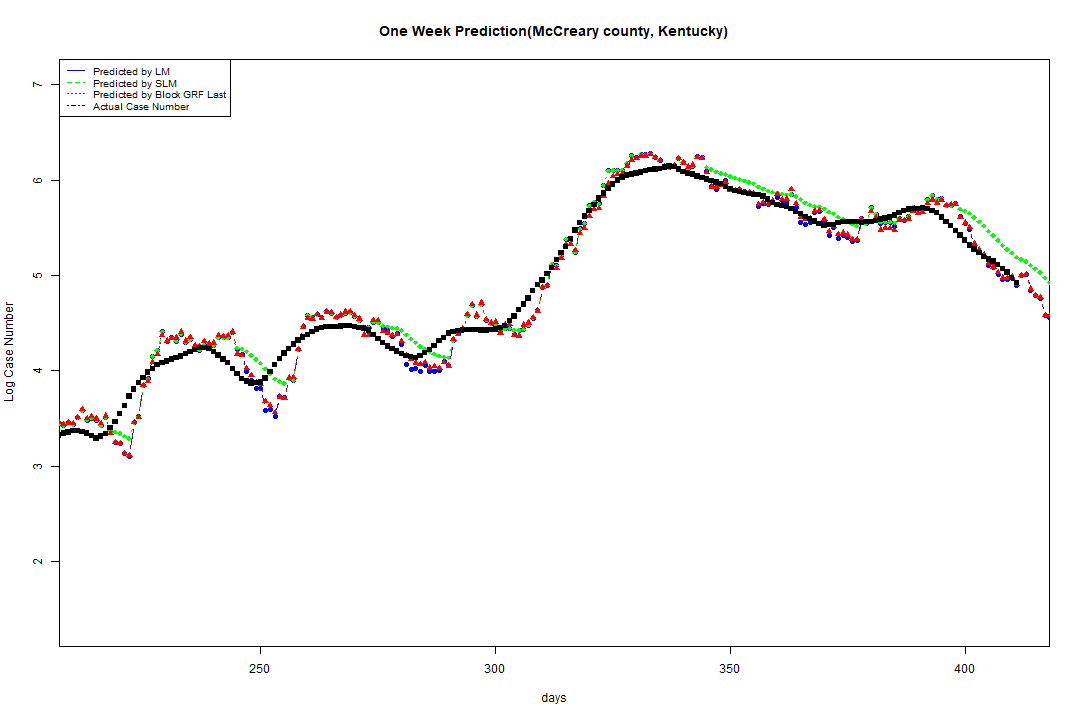 One Week Prediction(McCreary county, Kentucky)
Predicted by LM
Predicted by SLM
Predicted by Block GRF Last
Actual Case Number
7
6
5
4
3
2
Log Case Number
250
300
350
400
days